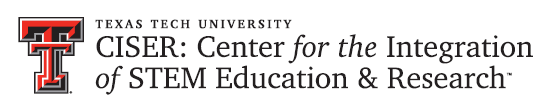 TEXAS TECH UNIVERSITY
CISER: Center for the Integration
of STEM Education & Research™